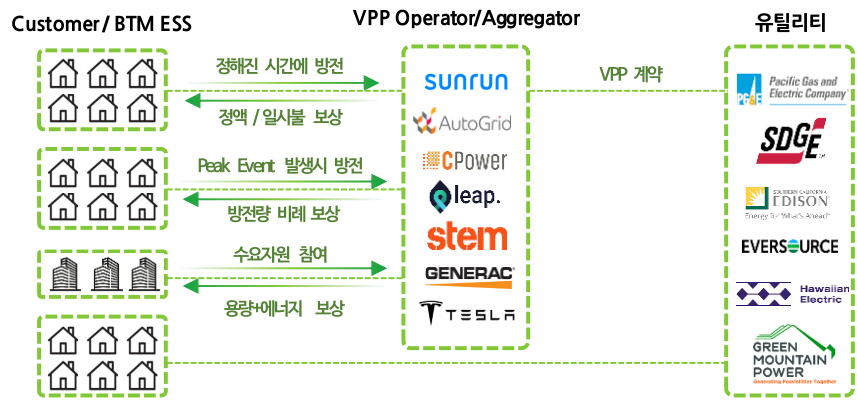 Customer/ BTM ESS
VPP Operator/Aggregator
유틸리티
정해진 시간에 방전
정액 /일시불 보상
Peak Event 발생시 방전
방전량 비례 보상
수요자원 참여
용량+에너지 보상
sunrun
AutoGrid
CPower
leap.
stem
GENERAC
TESLA
VPP 계약
PG&E
Pacific Gas and
Electric Company
SDGE
SOUTHERN CALIFORNIA
EDISON
Energy for What's Ahead
EVERSOURCE
Hawaiian
Electric
GREEN
MOUNTAIN
POWER
Generating Possibilities Together